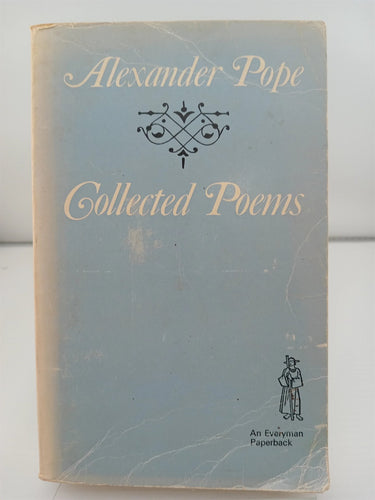 Alexander Pope
Collected Poems
An Everyman
Paperback